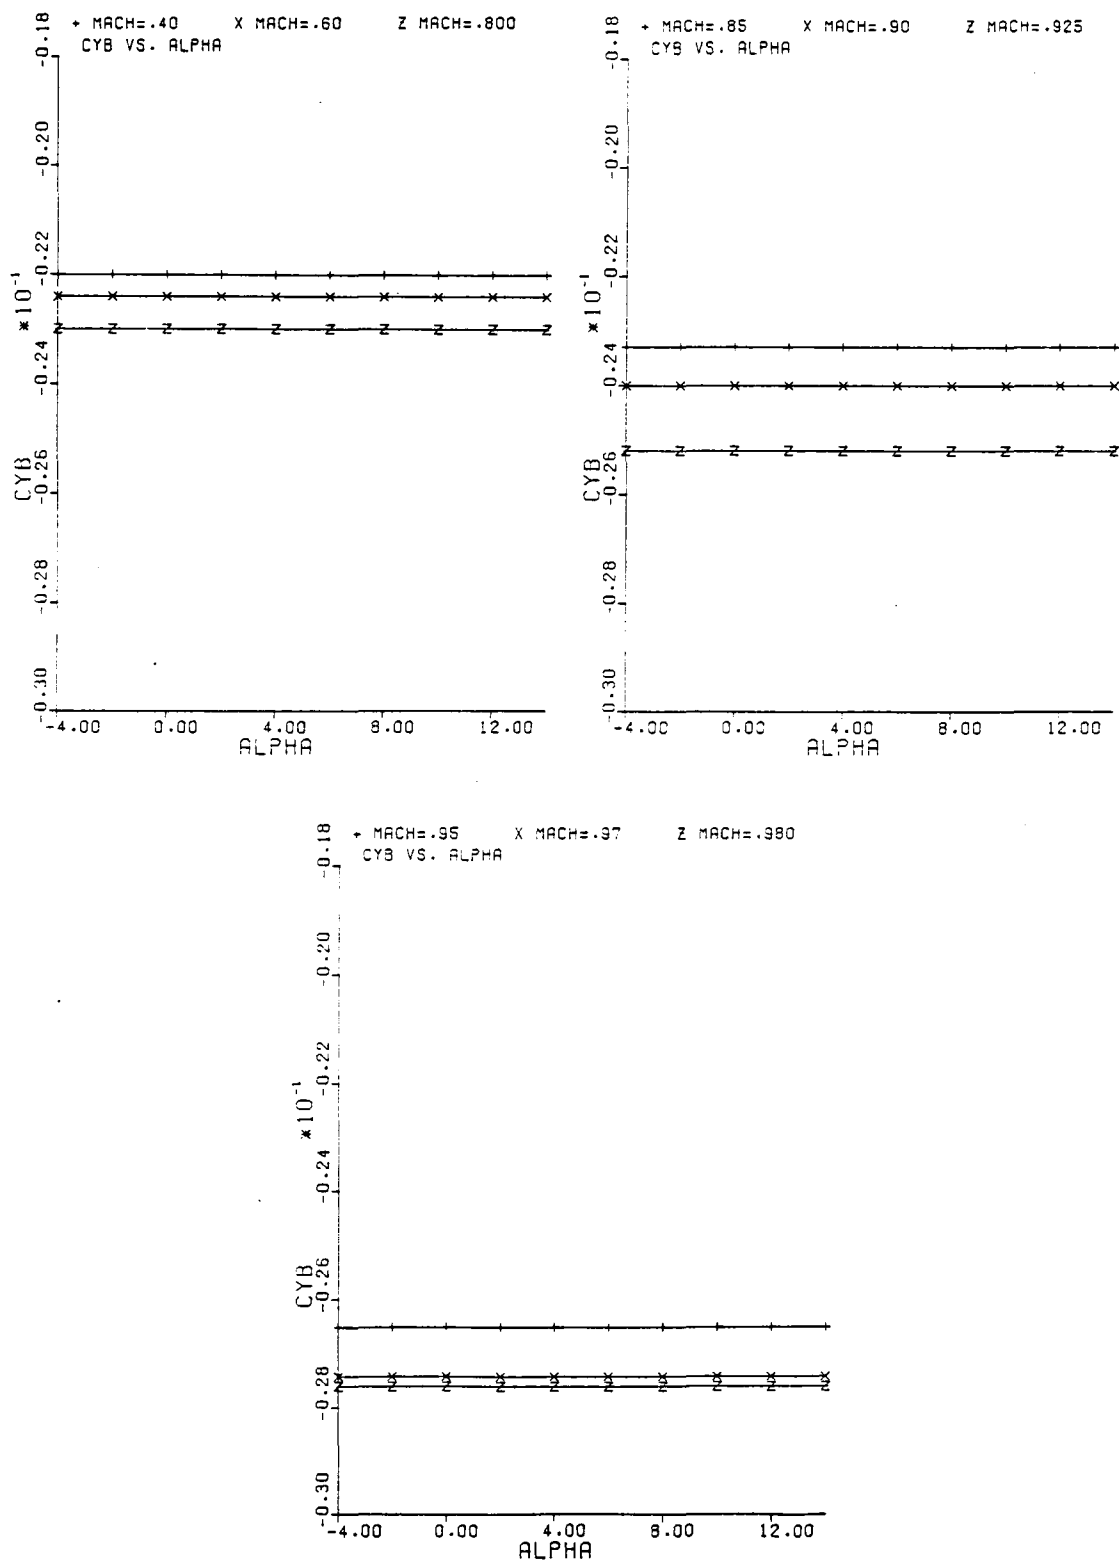 + MACH=.40 X MACH=.60 Z MACH=.800
CYB VS. ALPHA
-0.18
-0.20
-0.22
-0.24
-0.26
-0.28
-0.30
CYB *10⁻¹
-4.00 0.00 4.00 8.00 12.00
ALPHA
+ MACH=.85 X MACH=.90 Z MACH=.925
CYB VS. ALPHA
-0.18
-0.20
-0.22
-0.24
-0.26
-0.28
-0.30
CYB *10⁻¹
-4.00 0.00 4.00 8.00 12.00
ALPHA
+ MACH=.95 X MACH=.97 Z MACH=.980
CYB VS. ALPHA
-0.18
-0.20
-0.22
-0.24
-0.26
-0.28
-0.30
CYB *10⁻¹
-4.00 0.00 4.00 8.00 12.00
ALPHA